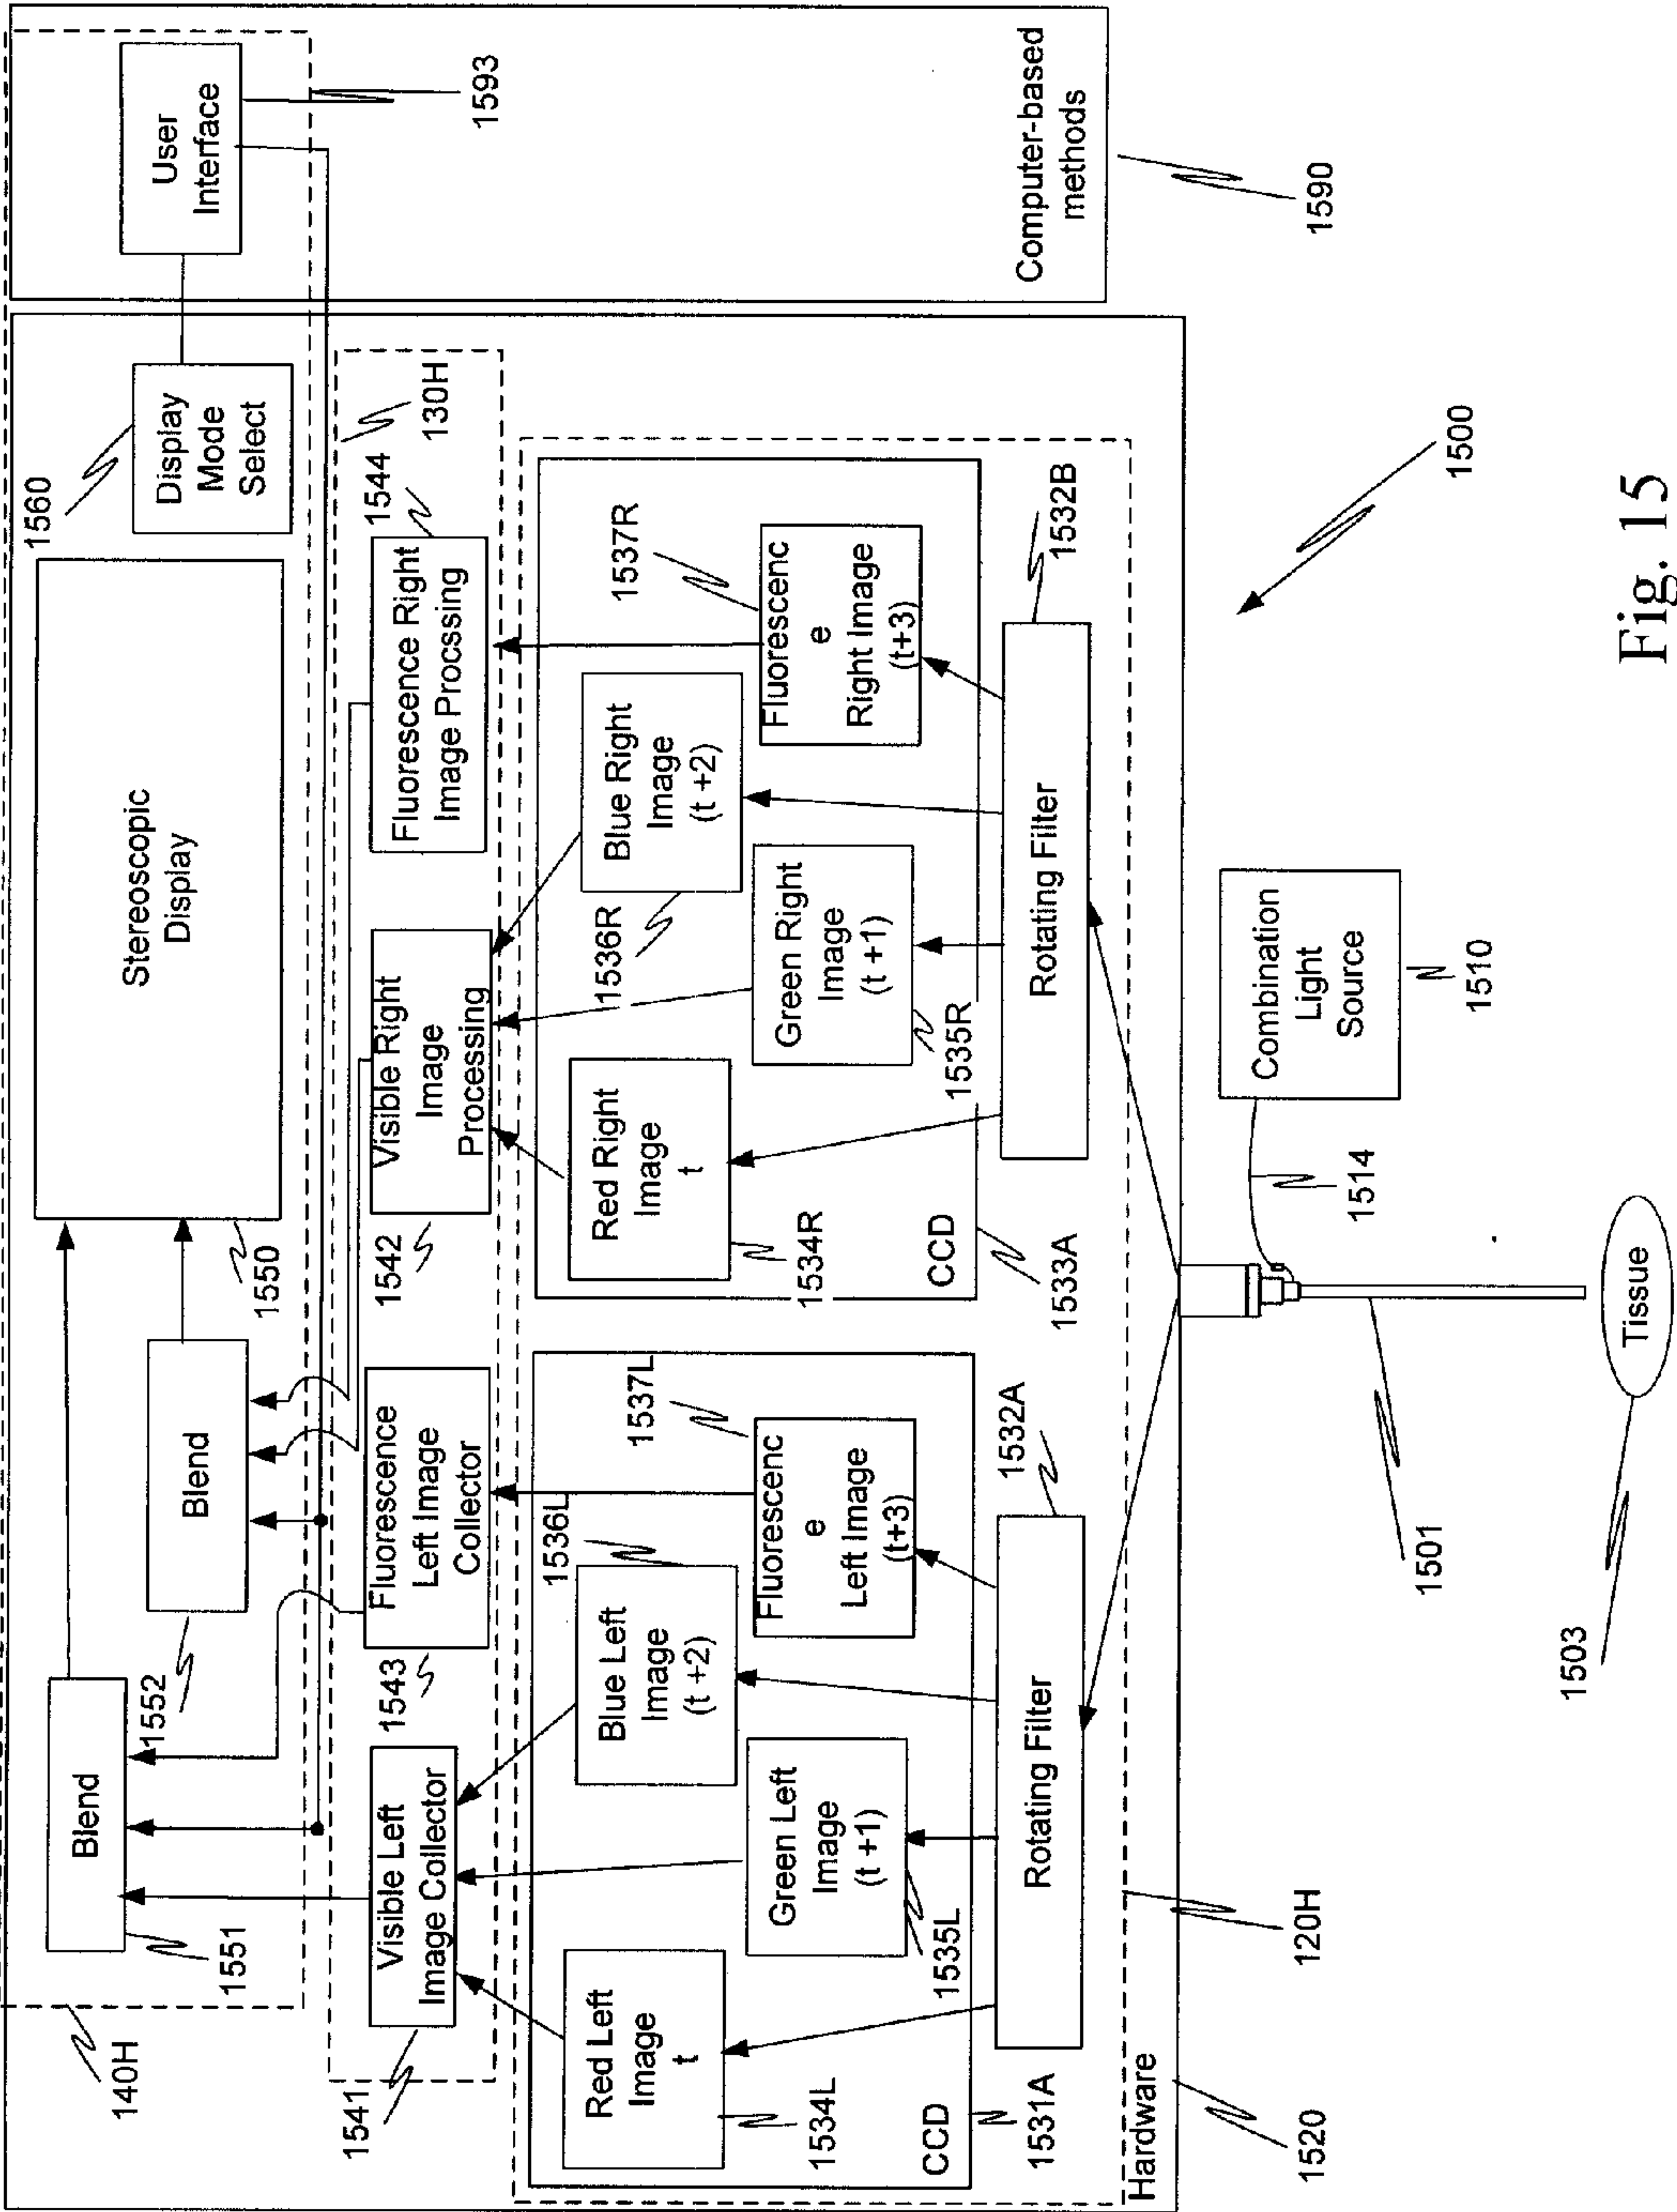 140H
1551
Blend
1552
Blend
1550
Stereoscopic
Display
1560
Display
Mode
Select
User
Interface
1593
1541
Visible Left
Image Collector
1543
Fluorescence
Left Image
Collector
1542
Visible Right
Image
Processing
Fluorescence Right
Image Procssing
1544
130H
Red Left
Image
t
1534L
Green Left
Image
(t +1)
1535L
Blue Left
Image
(t +2)
1536L
Fluorescenc
e
Left Image
(t+3)
1537L
CCD
1531A
Rotating Filter
1532A
Red Right
Image
t
1534R
Green Right
Image
(t +1)
1535R
Blue Right
Image
(t +2)
1536R
Fluorescenc
e
Right Image
(t+3)
1537R
CCD
1533A
Rotating Filter
1532B
Hardware
1520
120H
Computer-based
methods
1590
Combination
Light
Source
1510
1514
1501
1503
Tissue
1500
Fig. 15